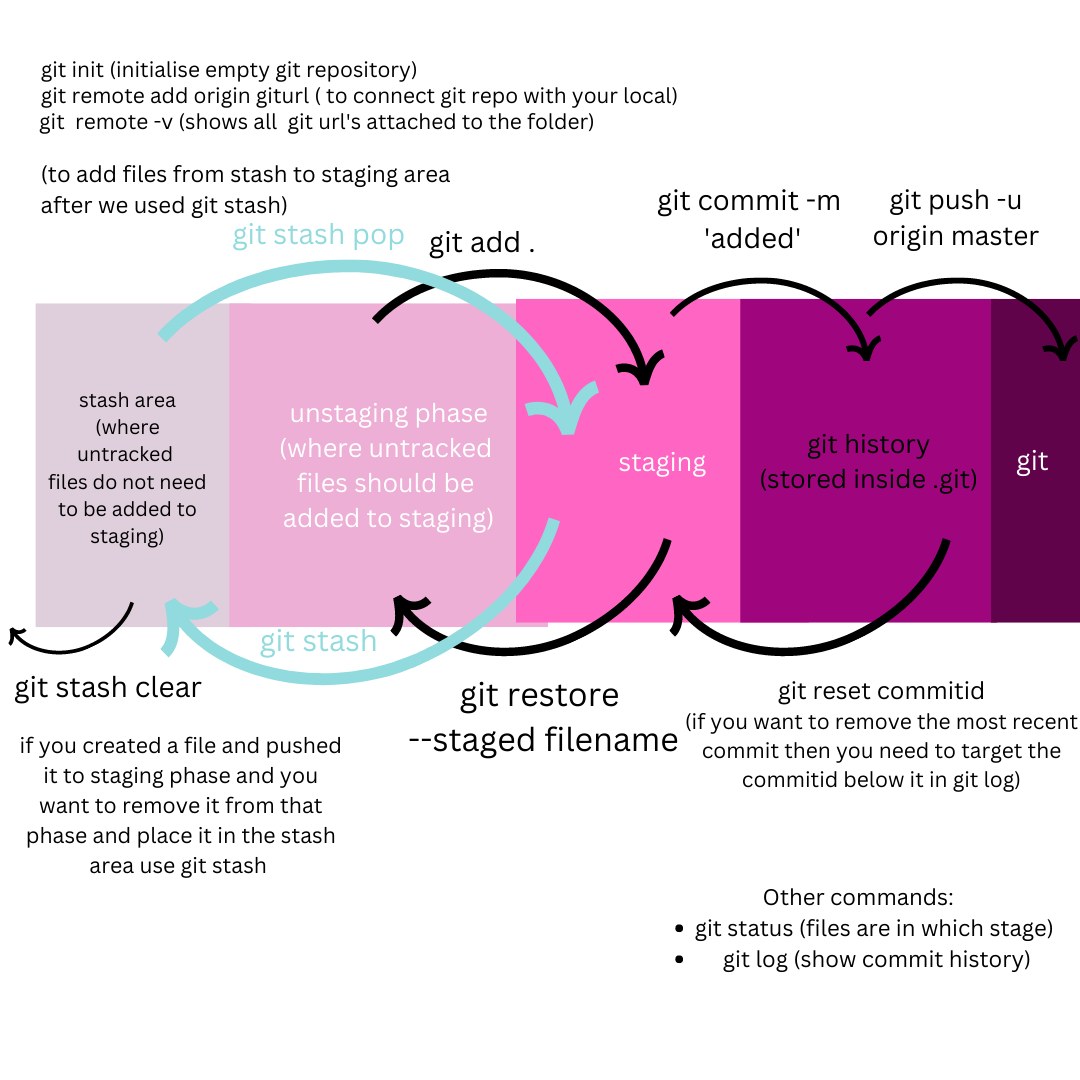 git init (initialise empty git repository)
git remote add origin giturl ( to connect git repo with your local)
git  remote -v (shows all  git url's attached to the folder)
(to add files from stash to staging area
after we used git stash)
git stash pop
git add .
git commit -m
'added'
git push -u
origin master
stash area
(where
untracked
files do not need
to be added to
staging)
unstaging phase
(where untracked
files should be
added to staging)
staging
git history
(stored inside .git)
git
git stash clear
git stash
git restore
--staged filename
git reset commitid
(if you want to remove the most recent
commit then you need to target the
commitid below it in git log)
if you created a file and pushed
it to staging phase and you
want to remove it from that
phase and place it in the stash
area use git stash
Other commands:
• git status (files are in which stage)
• git log (show commit history)